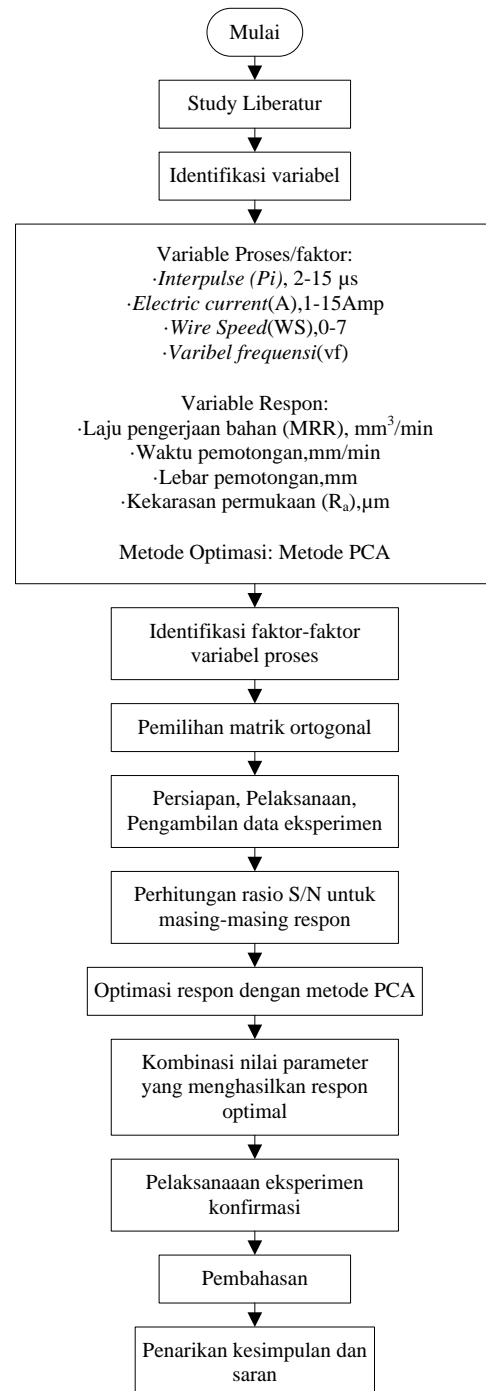 Mulai
Study Liberatur
Identifikasi variabel
Variable Proses/faktor:
·Interpulse (Pi), 2-15 µs
·Electric current(A),1-15Amp
·Wire Speed(WS),0-7
·Varibel frequensi(vf)
Variable Respon:
·Laju pengerjaan bahan (MRR), mm³/min
·Waktu pemotongan,mm/min
·Lebar pemotongan,mm
·Kekarasan permukaan (Rₐ),µm
Metode Optimasi: Metode PCA
Identifikasi faktor-faktor
variabel proses
Pemilihan matrik ortogonal
Persiapan, Pelaksanaan,
Pengambilan data eksperimen
Perhitungan rasio S/N untuk
masing-masing respon
Optimasi respon dengan metode PCA
Kombinasi nilai parameter
yang menghasilkan respon
optimal
Pelaksanaaan eksperimen
konfirmasi
Pembahasan
Penarikan kesimpulan dan
saran